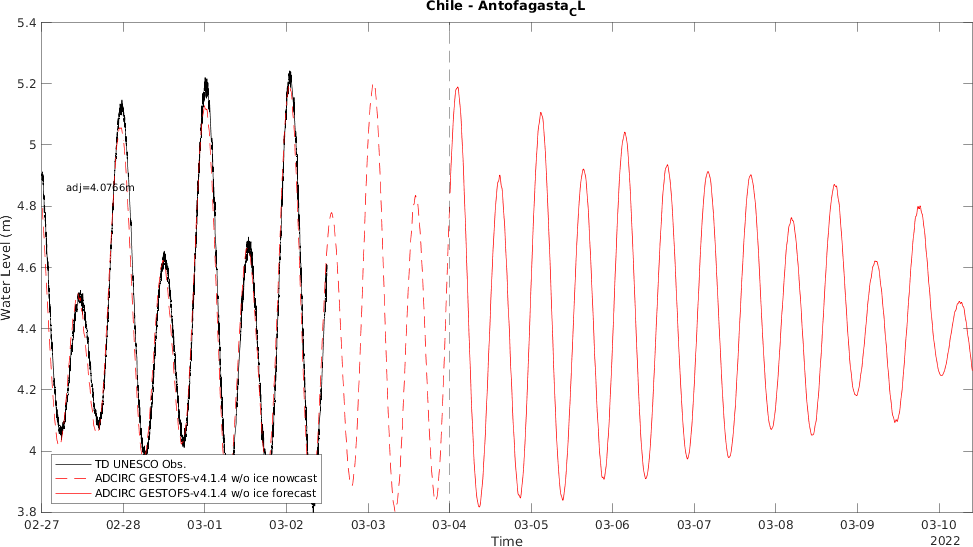 Chile - Antofagasta_CL
5.4
5.2
5
4.8
4.6
4.4
4.2
4
3.8
Water Level (m)
adj=4.0766m
TD UNESCO Obs.
ADCIRC GESTOFS-v4.1.4 w/o ice nowcast
ADCIRC GESTOFS-v4.1.4 w/o ice forecast
02-27 02-28 03-01 03-02 03-03 03-04 03-05 03-06 03-07 03-08 03-09 03-10
Time
2022